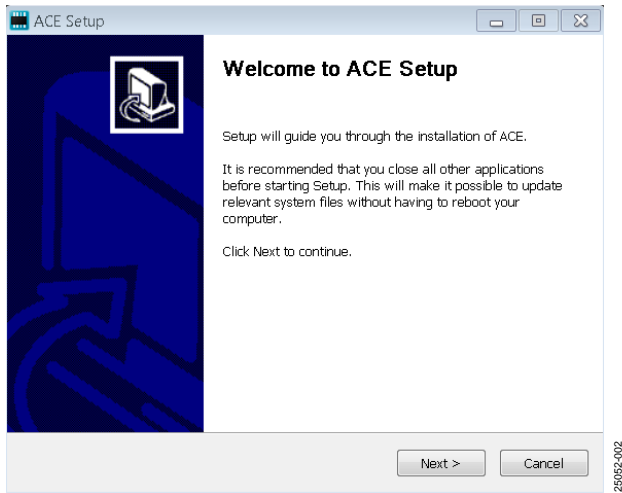 ACE Setup
Welcome to ACE Setup
Setup will guide you through the installation of ACE.
It is recommended that you close all other applications
before starting Setup. This will make it possible to update
relevant system files without having to reboot your
computer.
Click Next to continue.
Next >
Cancel
25052-002